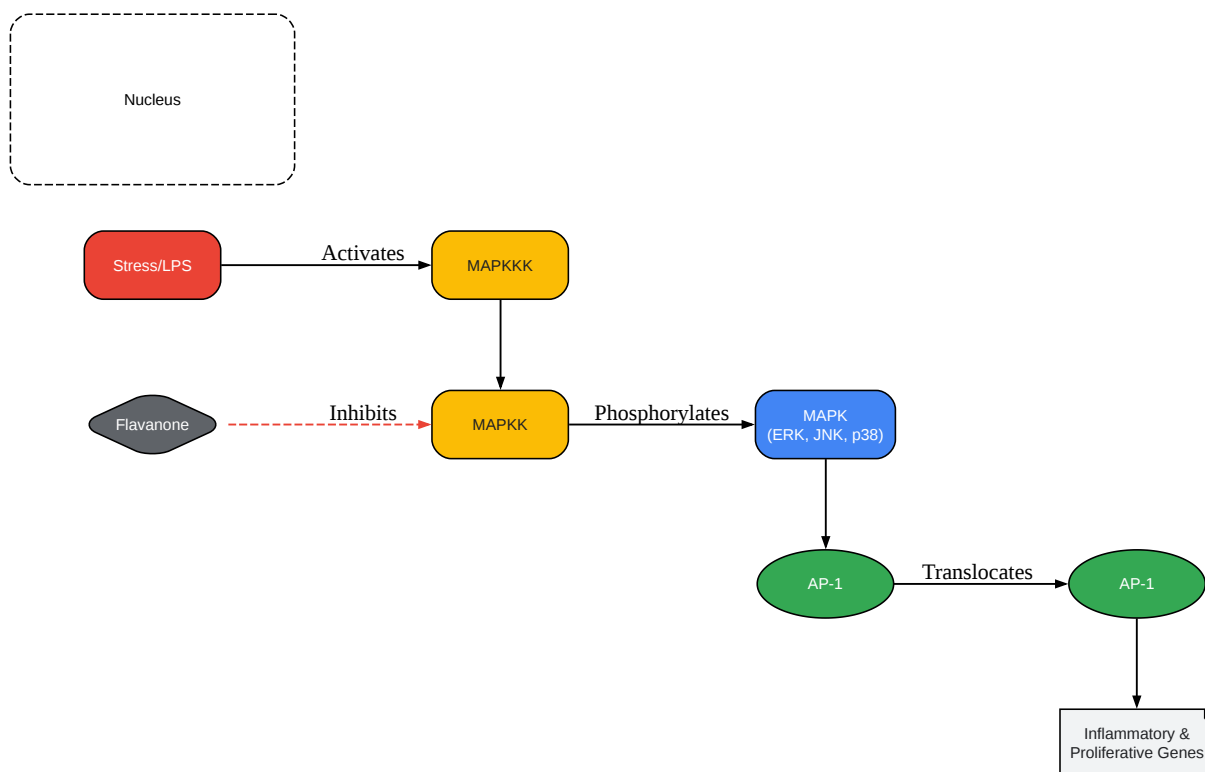 Nucleus
Stress/LPS
Activates
MAPKKK
Flavanone
Inhibits
MAPKK
Phosphorylates
MAPK
(ERK, JNK, p38)
AP-1
Translocates
AP-1
Inflammatory &
Proliferative Genes